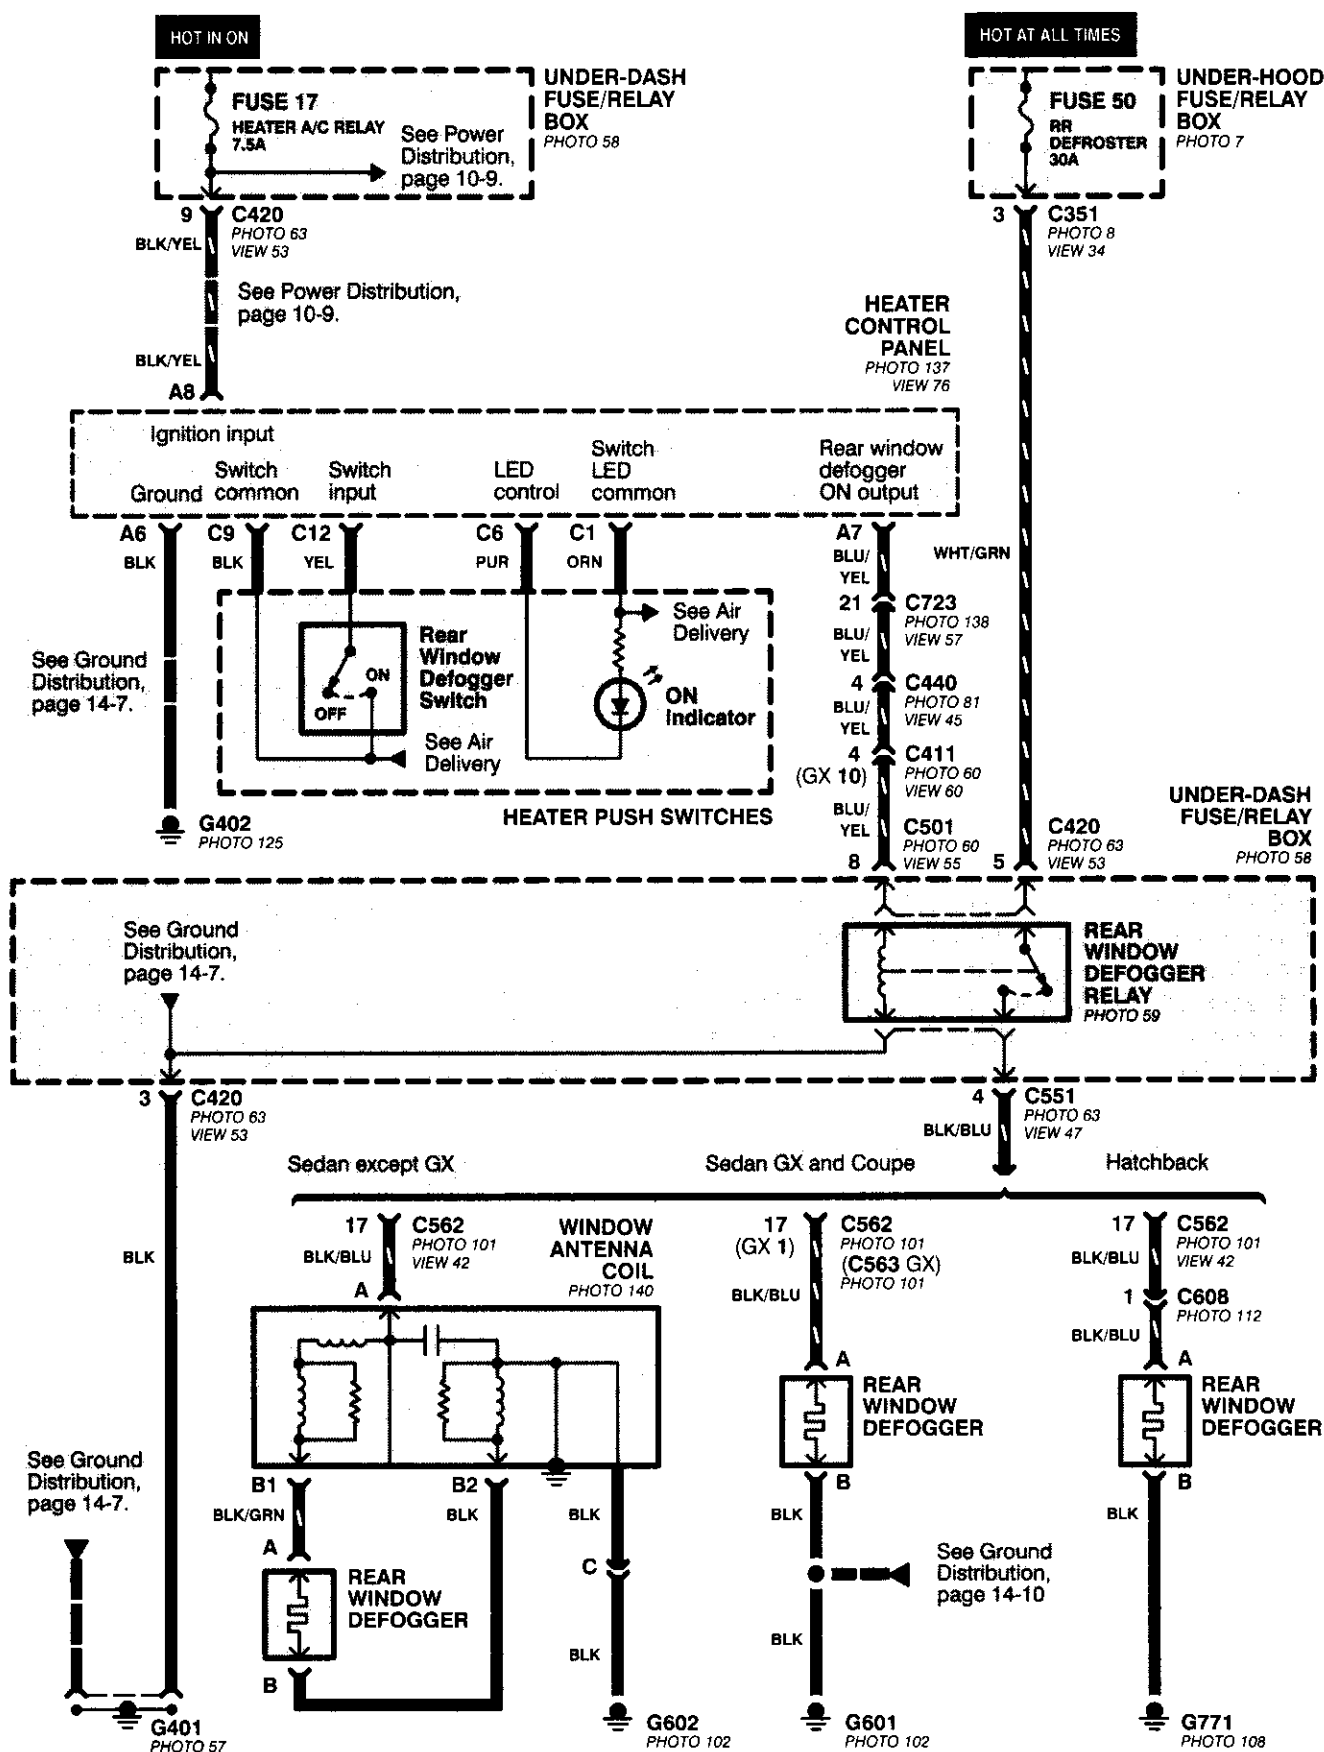 HOT IN ON
HOT AT ALL TIMES
FUSE 17
HEATER A/C RELAY
7.5A
See Power
Distribution,
page 10-9.
UNDER-DASH
FUSE/RELAY
BOX
PHOTO 58
FUSE 50
RR
DEFROSTER
30A
UNDER-HOOD
FUSE/RELAY
BOX
PHOTO 7
9
C420
PHOTO 63
VIEW 53
BLK/YEL
3
C351
PHOTO 8
VIEW 34
See Power Distribution,
page 10-9.
BLK/YEL
A8
HEATER
CONTROL
PANEL
PHOTO 137
VIEW 76
Ignition input
Ground
Switch
common
Switch
input
LED
control
Switch
LED
common
Rear window
defogger
ON output
A6
BLK
C9
BLK
C12
YEL
C6
PUR
C1
ORN
A7
BLU/
YEL
WHT/GRN
21
C723
PHOTO 138
VIEW 57
BLU/
YEL
4
C440
PHOTO 81
VIEW 45
BLU/
YEL
4
(GX 10)
C411
PHOTO 60
VIEW 60
BLU/
YEL
See Ground
Distribution,
page 14-7.
Rear
Window
Defogger
Switch
ON
OFF
See Air
Delivery
See Air
Delivery
ON
Indicator
HEATER PUSH SWITCHES
G402
PHOTO 125
8
C501
PHOTO 60
VIEW 55
5
C420
PHOTO 63
VIEW 53
UNDER-DASH
FUSE/RELAY
BOX
PHOTO 58
See Ground
Distribution,
page 14-7.
REAR
WINDOW
DEFOGGER
RELAY
PHOTO 59
3
C420
PHOTO 63
VIEW 53
4
C551
PHOTO 63
VIEW 47
BLK/BLU
Sedan except GX
Sedan GX and Coupe
Hatchback
BLK
17
C562
PHOTO 101
VIEW 42
BLK/BLU
A
WINDOW
ANTENNA
COIL
PHOTO 140
17
(GX 1)
C562
PHOTO 101
(C563 GX)
PHOTO 101
BLK/BLU
A
REAR
WINDOW
DEFOGGER
B
17
C562
PHOTO 101
VIEW 42
BLK/BLU
1
C608
PHOTO 112
BLK/BLU
A
REAR
WINDOW
DEFOGGER
B
B1
BLK/GRN
B2
BLK
BLK
BLK
BLK
See Ground
Distribution,
page 14-7.
A
REAR
WINDOW
DEFOGGER
B
C
BLK
See Ground
Distribution,
page 14-10
BLK
G401
PHOTO 57
G602
PHOTO 102
G601
PHOTO 102
G771
PHOTO 108